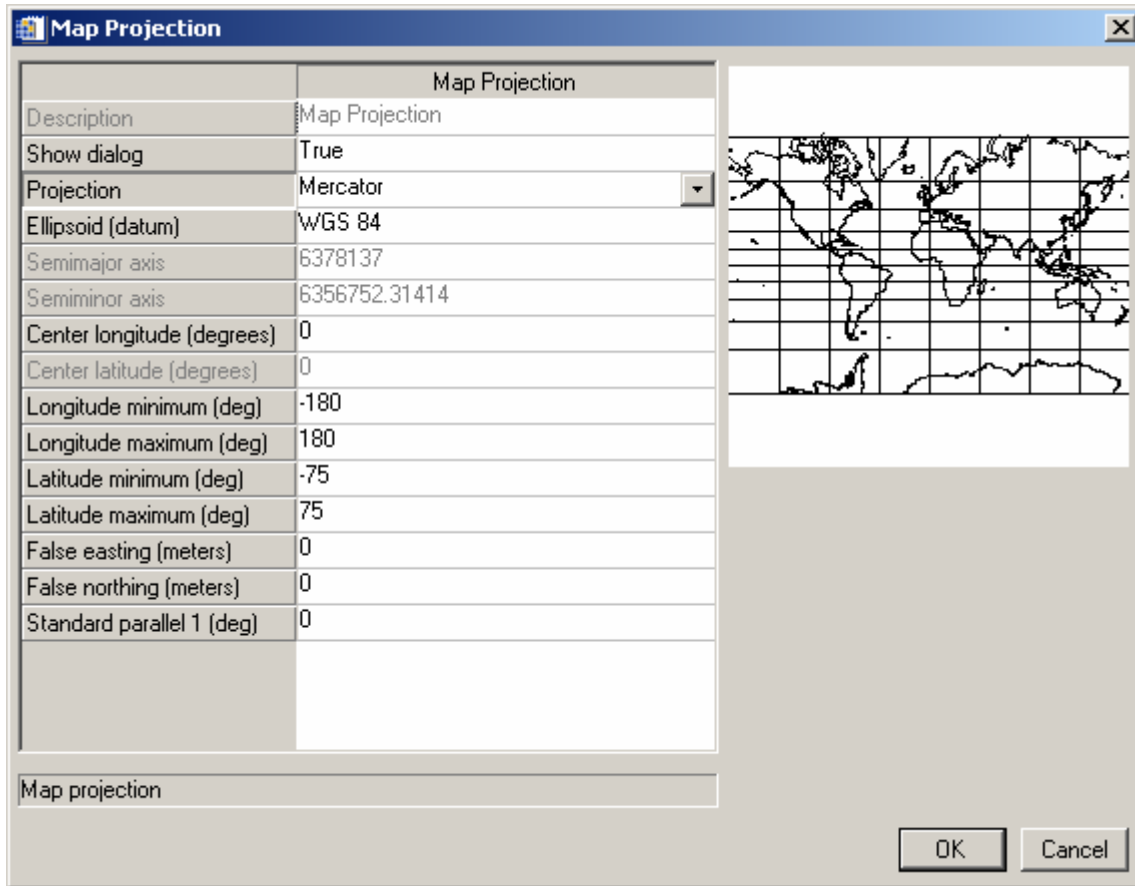 Map Projection
Map Projection
Description Map Projection
Show dialog True
Projection Mercator
Ellipsoid (datum) WGS 84
Semimajor axis 6378137
Semiminor axis 6356752.31414
Center longitude (degrees) 0
Center latitude (degrees) 0
Longitude minimum (deg) -180
Longitude maximum (deg) 180
Latitude minimum (deg) -75
Latitude maximum (deg) 75
False easting (meters) 0
False northing (meters) 0
Standard parallel 1 (deg) 0
Map projection
OK Cancel